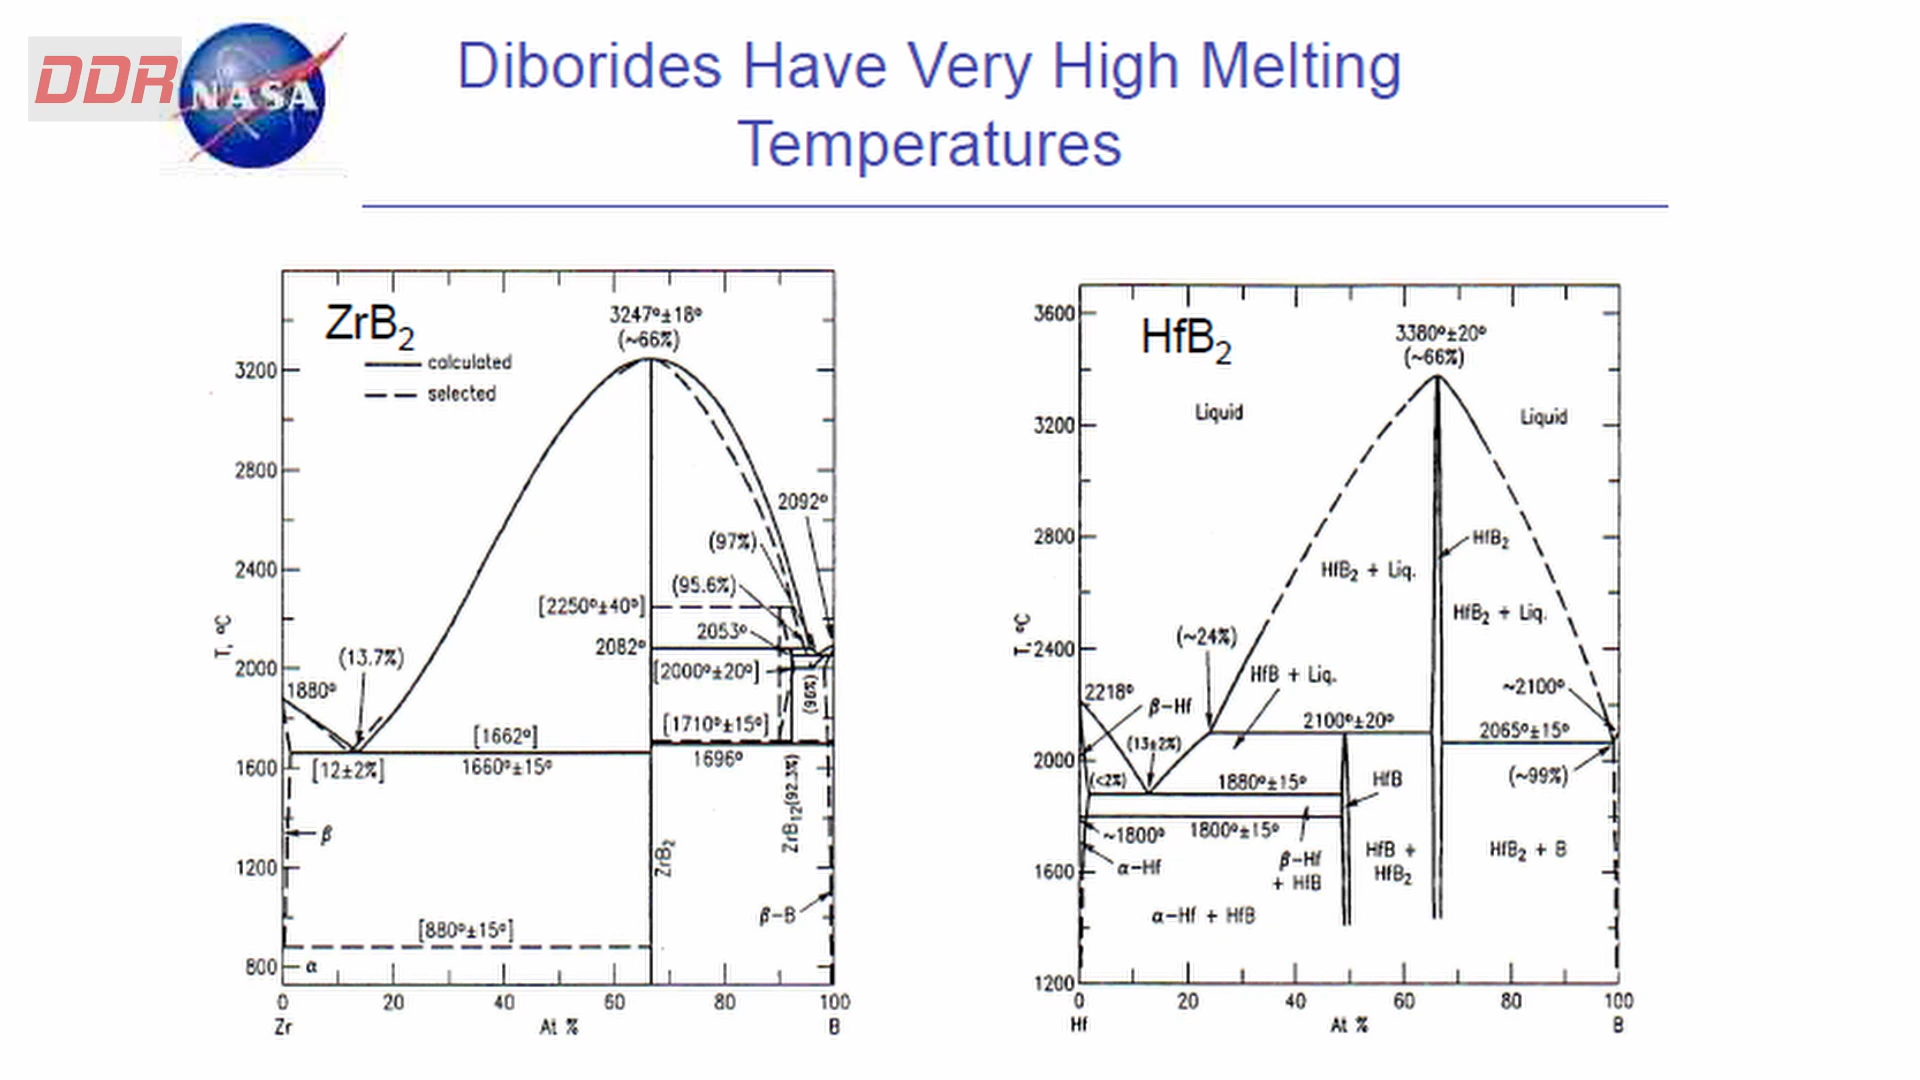 DDR
NASA
Diborides Have Very High Melting
Temperatures
ZrB2
calculated
selected
3247°±18°
(~66%)
2092°
(97%)
(95.6%)
[2250°±40°]
2053°
2082°
[2000°±20°]
(96%)
(13.7%)
1880°
[1710°±15°]
[1662°]
1696°
[12±2%]
1660°±15°
β
ZrB12(92.3%)
ZrB2
β-B
[880°±15°]
α
3200
2800
2400
2000
1600
1200
800
T, °C
0
20
40
60
80
100
Zr
At %
B
HfB2
3380°±20°
(~66%)
Liquid
Liquid
HfB2
HfB2 + Liq.
HfB2 + Liq.
(~24%)
HfB + Liq.
2218°
β-Hf
2100°±20°
~2100°
2065°±15°
(13±2%)
(<2%)
1880°±15°
HfB
(~99%)
~1800°
1800°±15°
α-Hf
β-Hf
+ HfB
HfB +
HfB2
HfB2 + B
α-Hf + HfB
3600
3200
2800
2400
2000
1600
1200
T, °C
0
20
40
60
80
100
Hf
At %
B